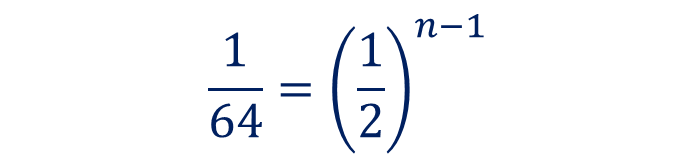 1/64 = (1/2)^{n−1}